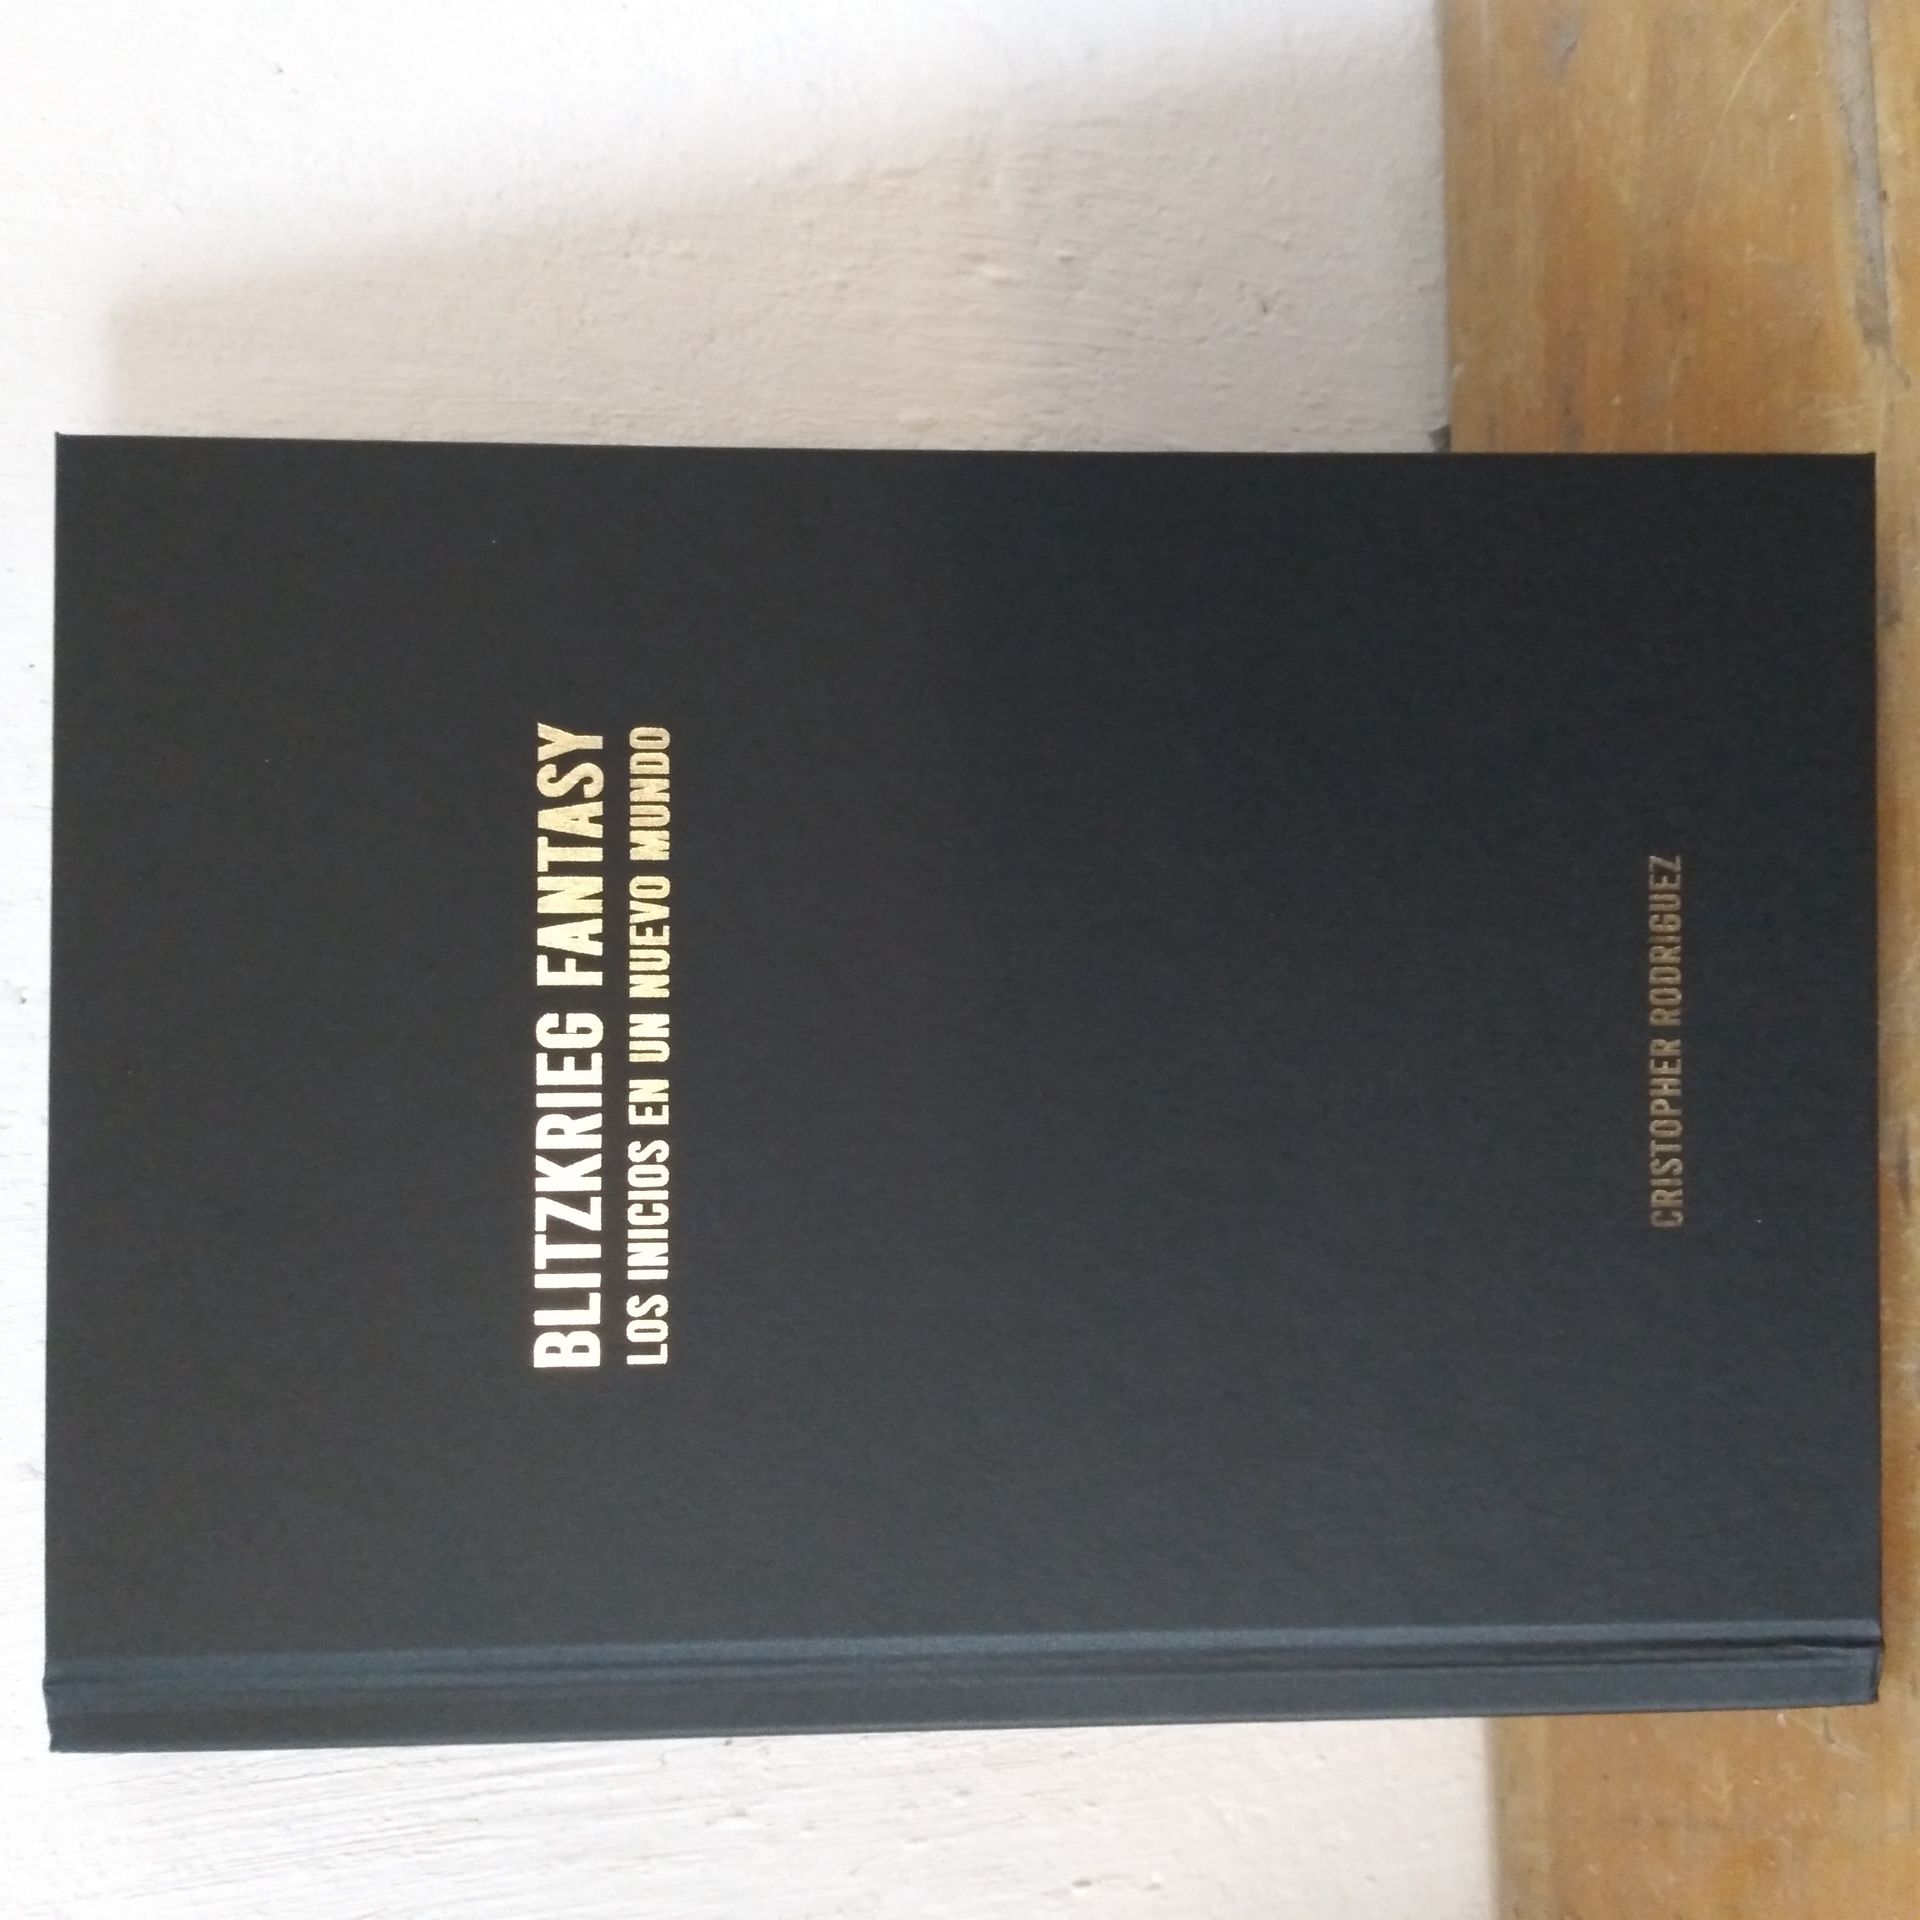 BLITZKRIEG FANTASY
LOS INICIOS EN UN NUEVO MUNDO
CRISTOPHER RODRIGUEZ